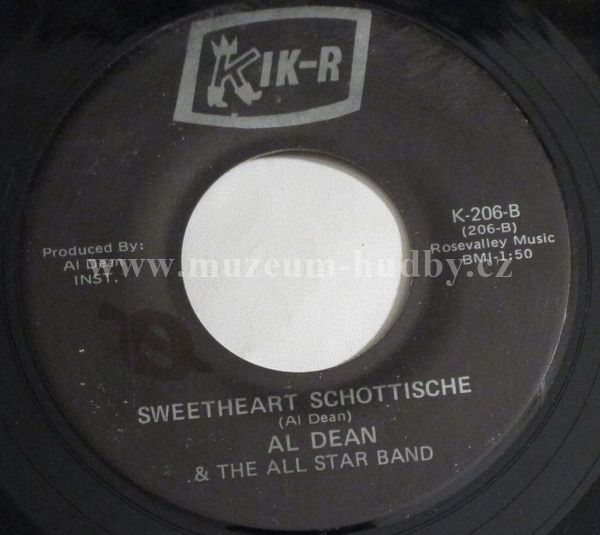 KIK-R
K-206-B
(206-B)
Rosevalley Music
BMI-1:50
Produced By:
Al Dean
INST.
www.muzeum-hudby.cz
SWEETHEART SCHOTTISCHE
(Al Dean)
AL DEAN
& THE ALL STAR BAND